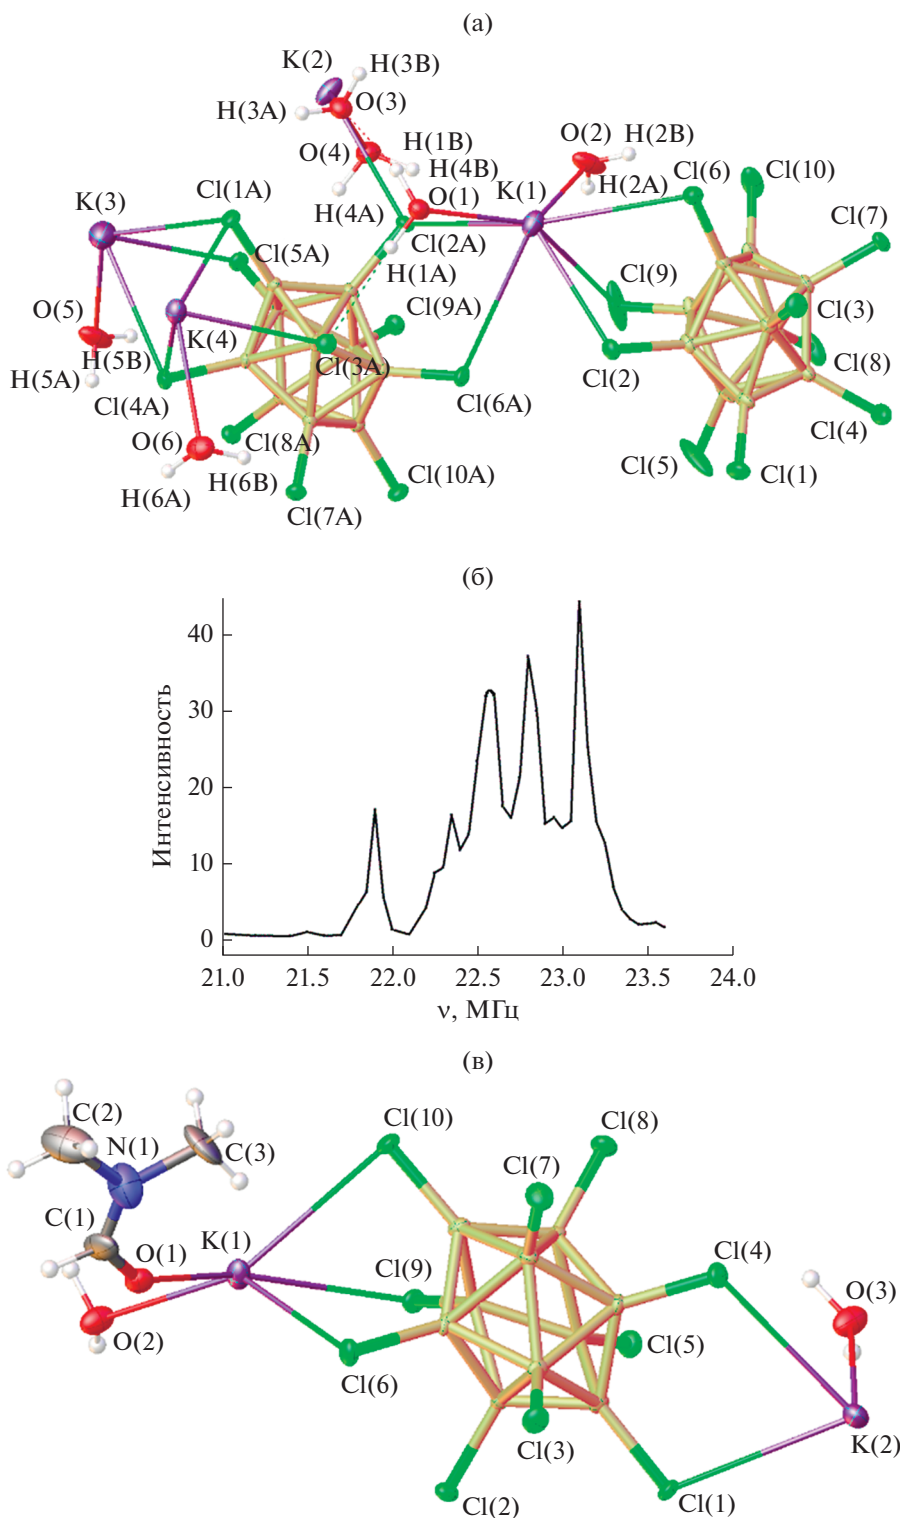 (а)
K(2)
H(3B)
H(3A)
O(3)
O(4)
H(1B)
H(4B)
O(2)
H(2B)
H(2A)
Cl(6)
Cl(10)
Cl(7)
K(3)
Cl(1A)
H(4A)
O(1)
K(1)
Cl(2A)
Cl(5A)
H(1A)
Cl(9)
Cl(3)
O(5)
K(4)
Cl(9A)
H(5B)
H(5A)
Cl(3A)
Cl(2)
Cl(8)
Cl(4A)
Cl(6A)
Cl(4)
O(6)
Cl(8A)
H(6B)
H(6A)
Cl(10A)
Cl(5)
Cl(1)
Cl(7A)
(б)
Интенсивность
40
30
20
10
0
21.0 21.5 22.0 22.5 23.0 23.5 24.0
ν, МГц
(в)
C(2)
N(1)
C(3)
Cl(10)
Cl(8)
Cl(7)
C(1)
O(1)
K(1)
Cl(9)
Cl(4)
O(3)
O(2)
Cl(6)
Cl(5)
Cl(3)
K(2)
Cl(2)
Cl(1)